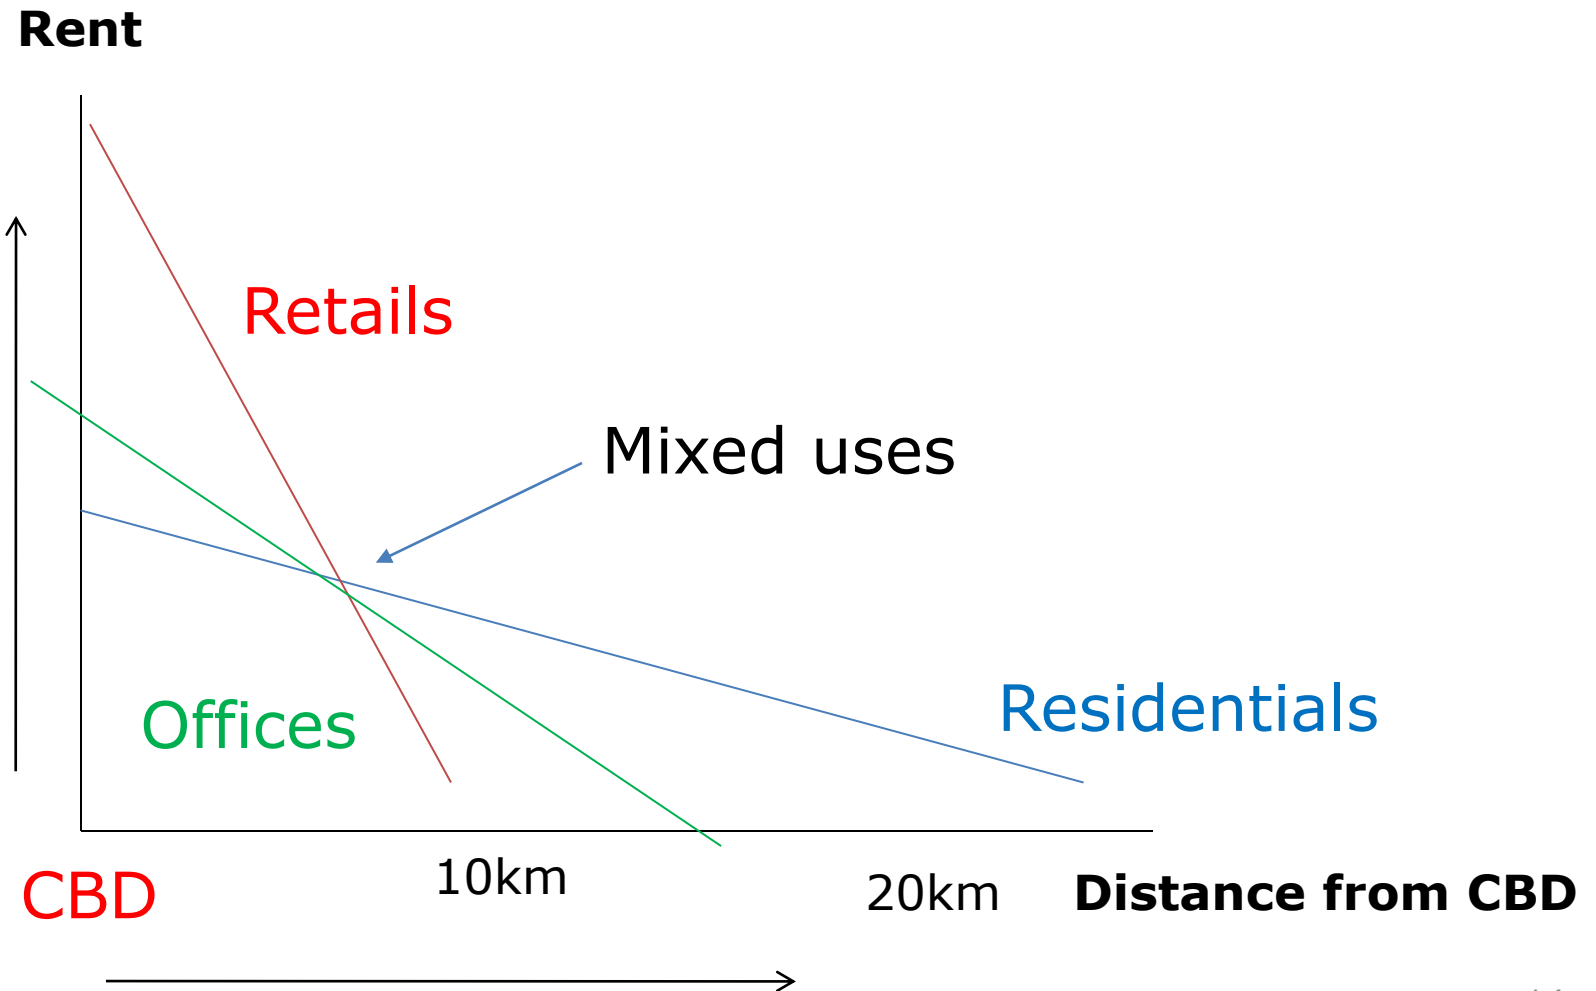 Rent
Retails
Mixed uses
Offices
Residentials
CBD
10km
20km
Distance from CBD